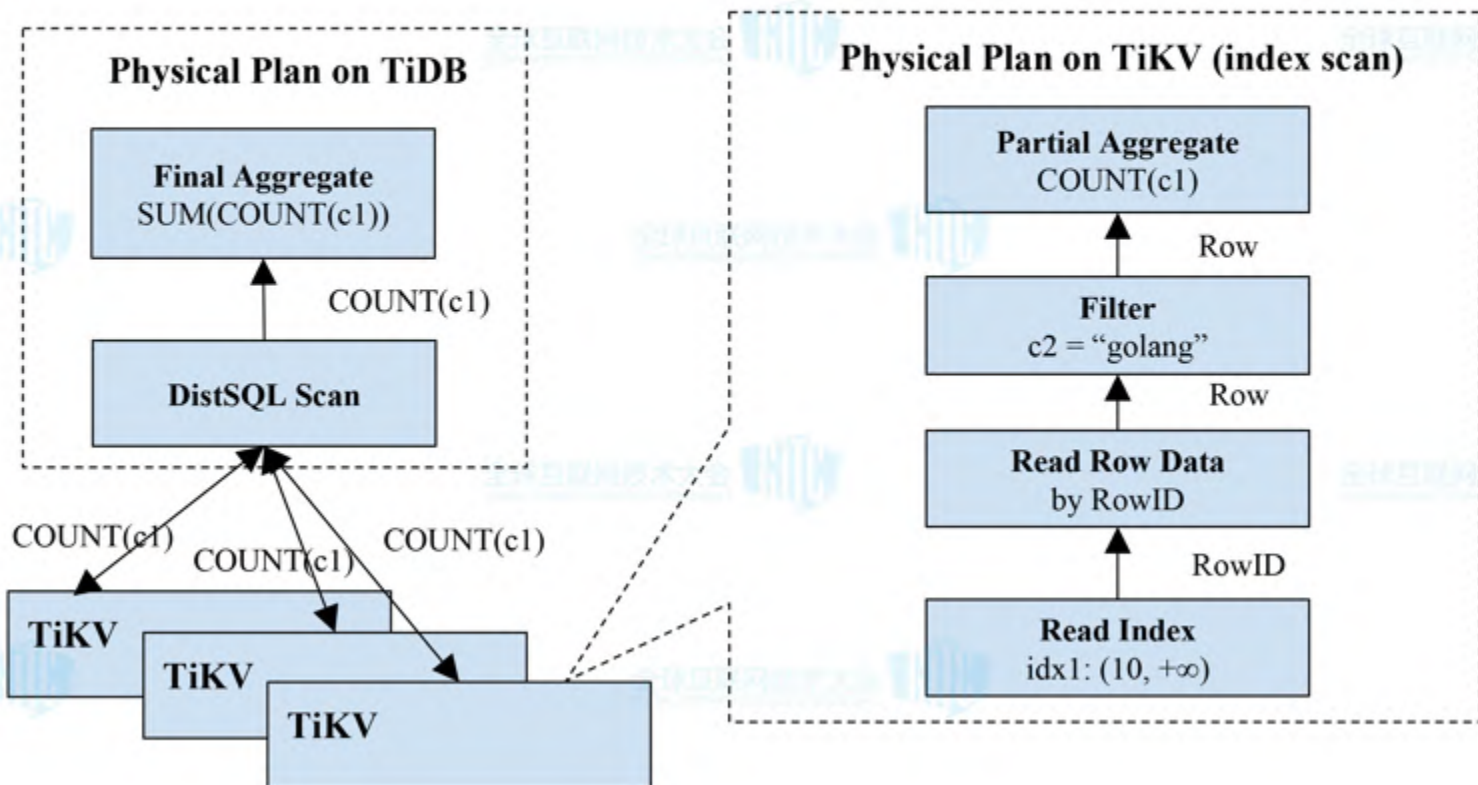 Physical Plan on TiDB
Final Aggregate
SUM(COUNT(c1))
COUNT(c1)
DistSQL Scan
COUNT(c1)
COUNT(c1)
COUNT(c1)
TiKV
TiKV
TiKV
Physical Plan on TiKV (index scan)
Partial Aggregate
COUNT(c1)
Row
Filter
c2 = “golang”
Row
Read Row Data
by RowID
RowID
Read Index
idx1: (10, +∞)